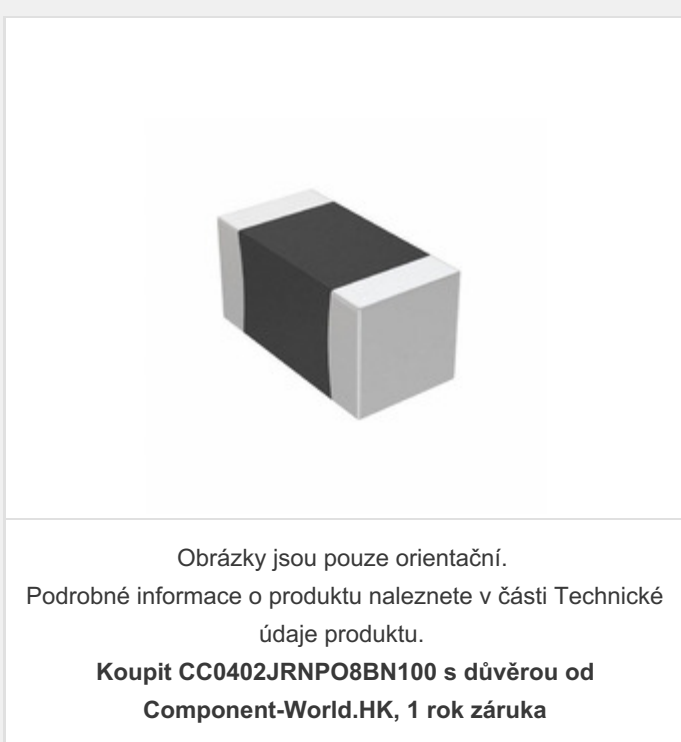 Obrázky jsou pouze orientační.
Podrobné informace o produktu naleznete v části Technické
údaje produktu.
Koupit CC0402JRNPO8BN100 s důvěrou od
Component-World.HK, 1 rok záruka